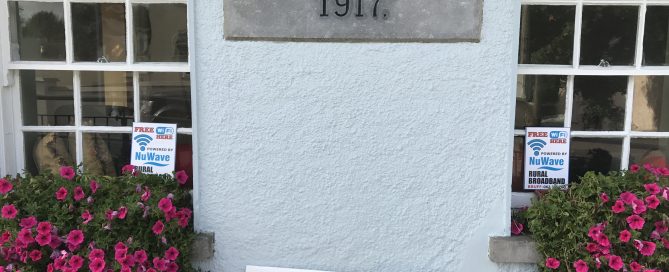 1917.
FREE WiFi
HERE
POWERED BY
NuWave
RURAL
FREE WiFi
HERE
POWERED BY
NuWave
RURAL
BROADBAND